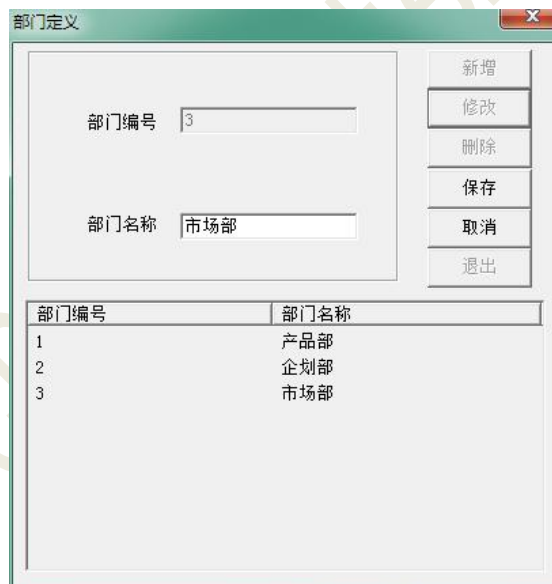 部门定义
新增
部门编号 3
修改
删除
保存
部门名称 市场部
取消
退出
部门编号 部门名称
1 产品部
2 企划部
3 市场部